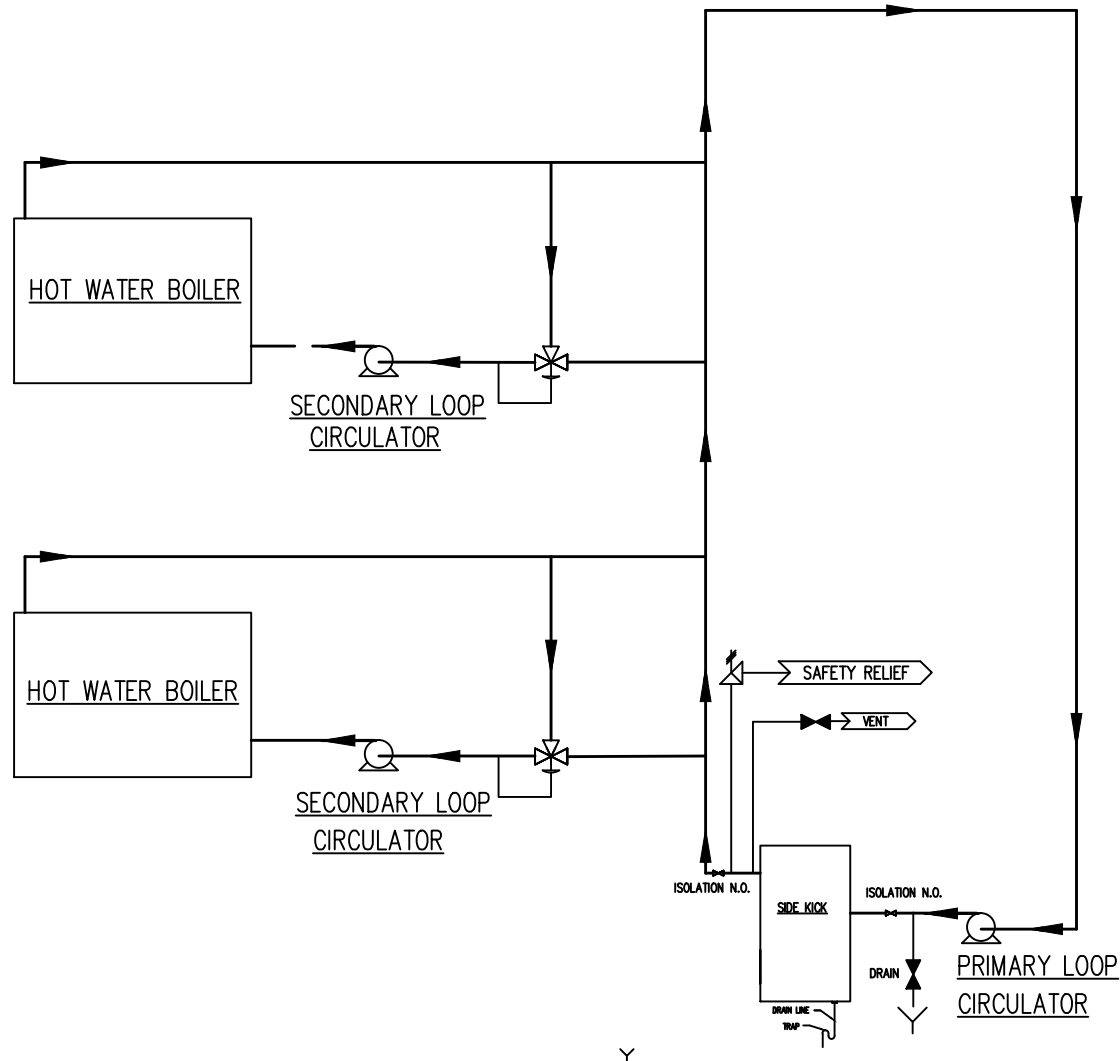 HOT WATER BOILER
SECONDARY LOOP
CIRCULATOR
HOT WATER BOILER
SECONDARY LOOP
CIRCULATOR
SAFETY RELIEF
VENT
ISOLATION N.O.
ISOLATION N.O.
SIDE KICK
DRAIN
PRIMARY LOOP
CIRCULATOR
DRAIN LINE
TRAP